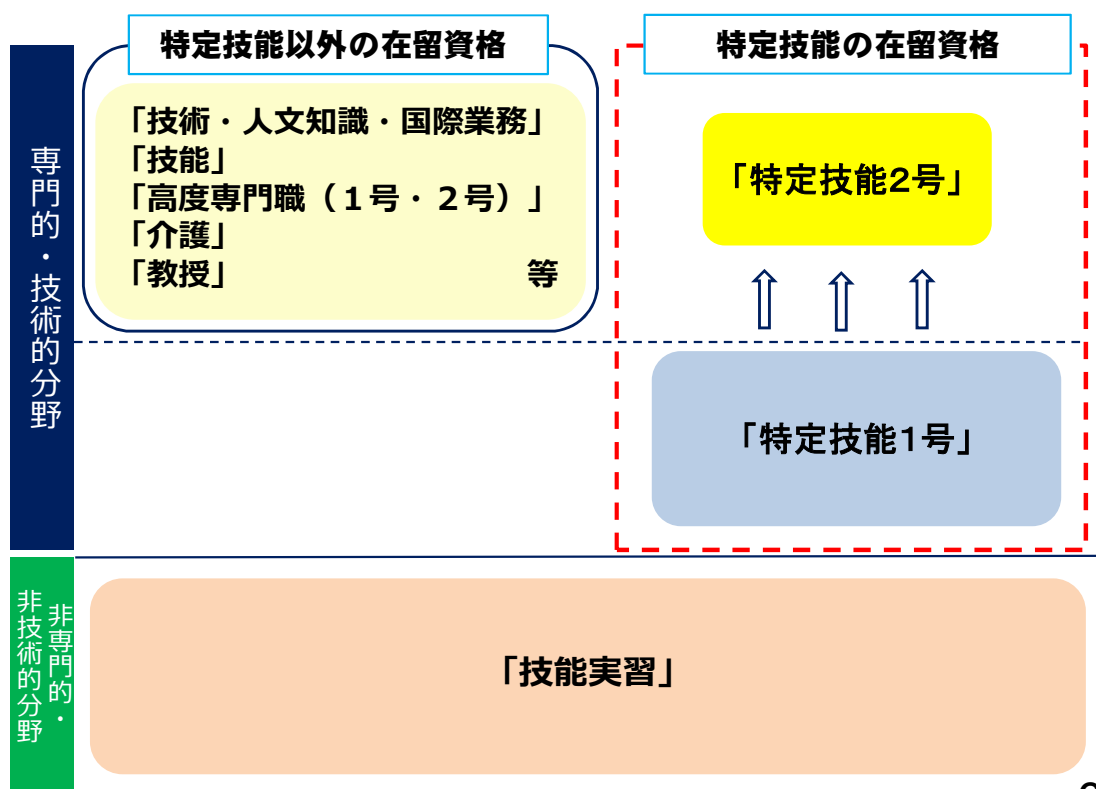 特定技能以外の在留資格
特定技能の在留資格
専門的・技術的分野
「技術・人文知識・国際業務」
「技能」
「高度専門職（１号・２号）」
「介護」
「教授」 等
「特定技能２号」
「特定技能１号」
非専門的・
非技術的分野
「技能実習」